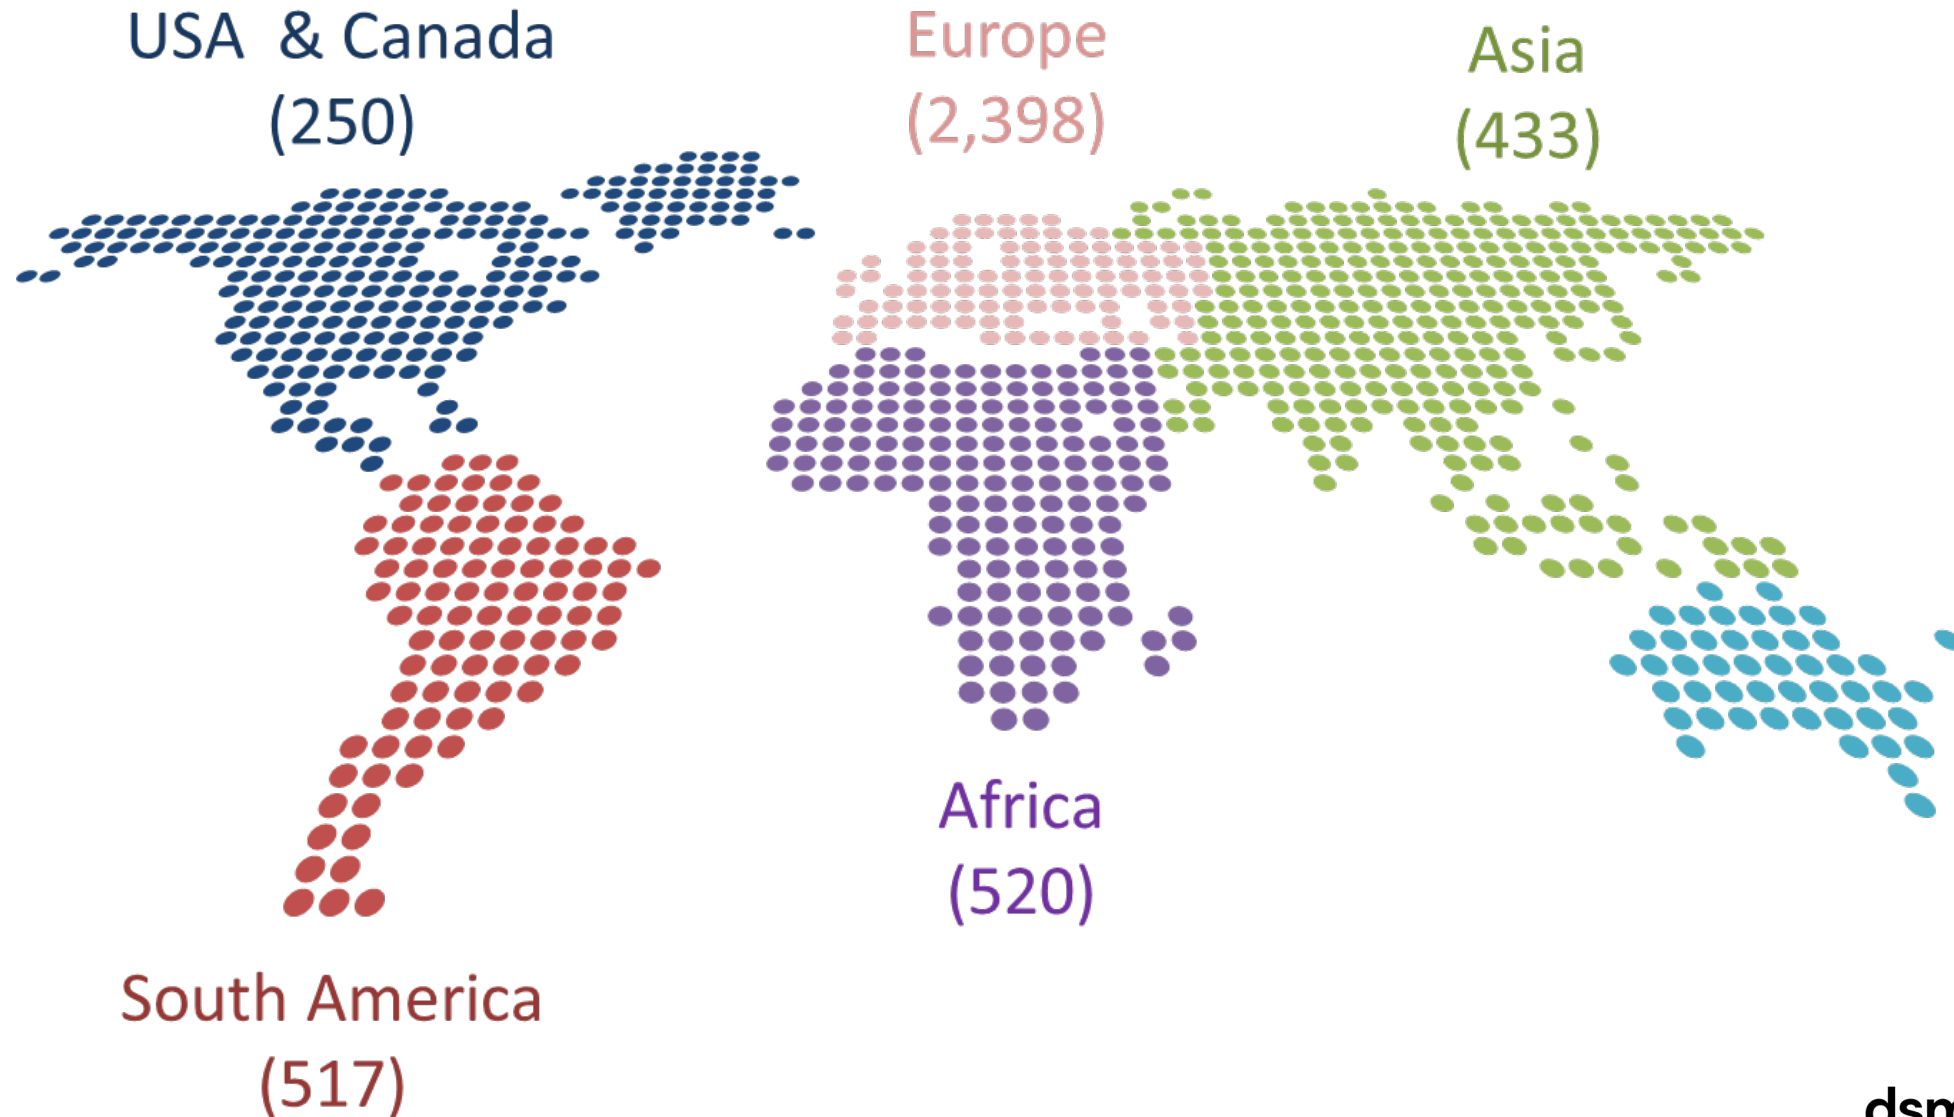 USA & Canada
(250)
Europe
(2,398)
Asia
(433)
Africa
(520)
South America
(517)